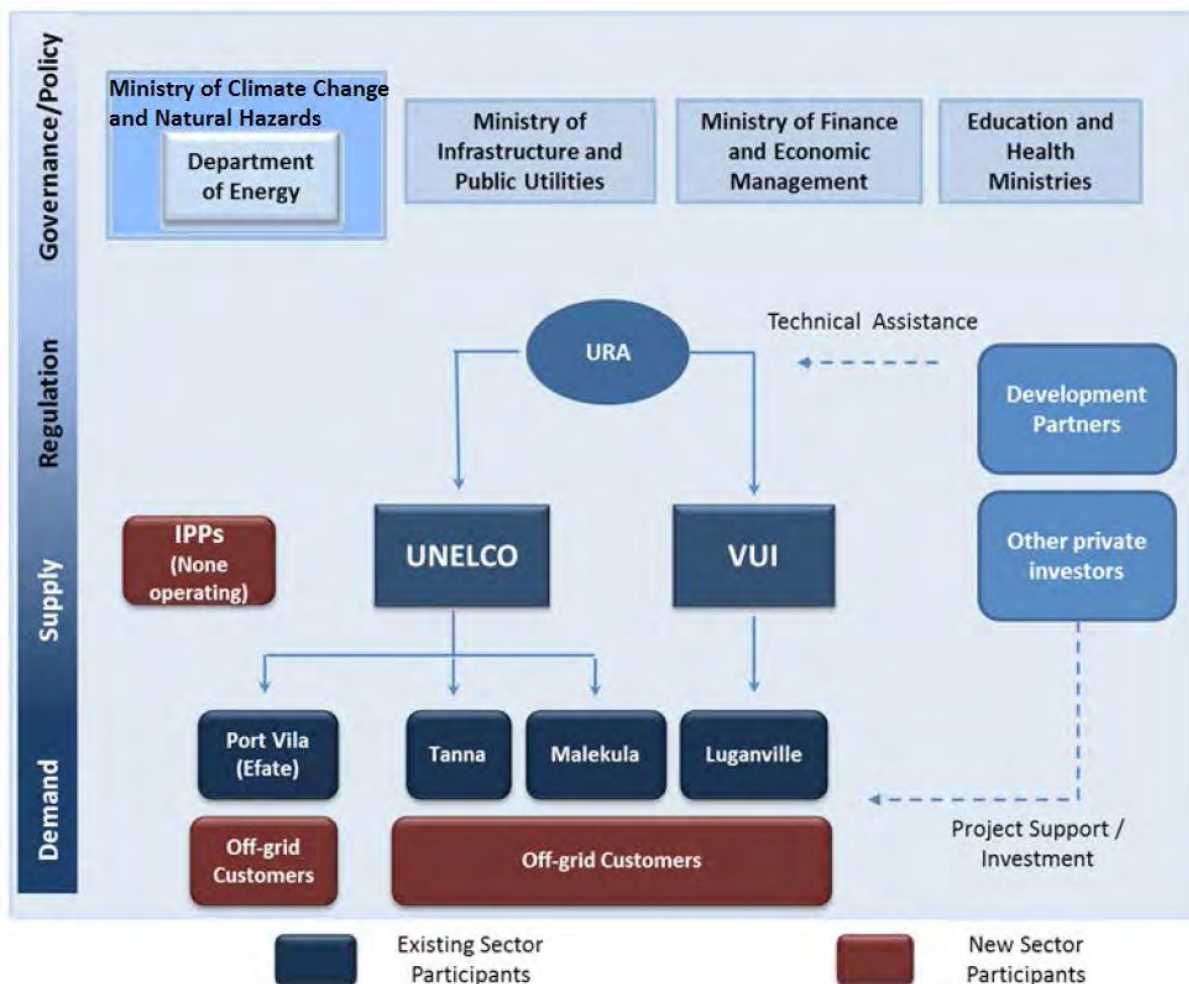 Governance/Policy
Ministry of Climate Change
and Natural Hazards
Department
of Energy
Ministry of
Infrastructure and
Public Utilities
Ministry of Finance
and Economic
Management
Education and
Health
Ministries
Regulation
URA
Technical Assistance
Development
Partners
Supply
IPPs
(None
operating)
UNELCO
VUI
Other private
investors
Demand
Port Vila
(Efate)
Tanna
Malekula
Luganville
Off-grid
Customers
Off-grid Customers
Project Support /
Investment
Existing Sector
Participants
New Sector
Participants